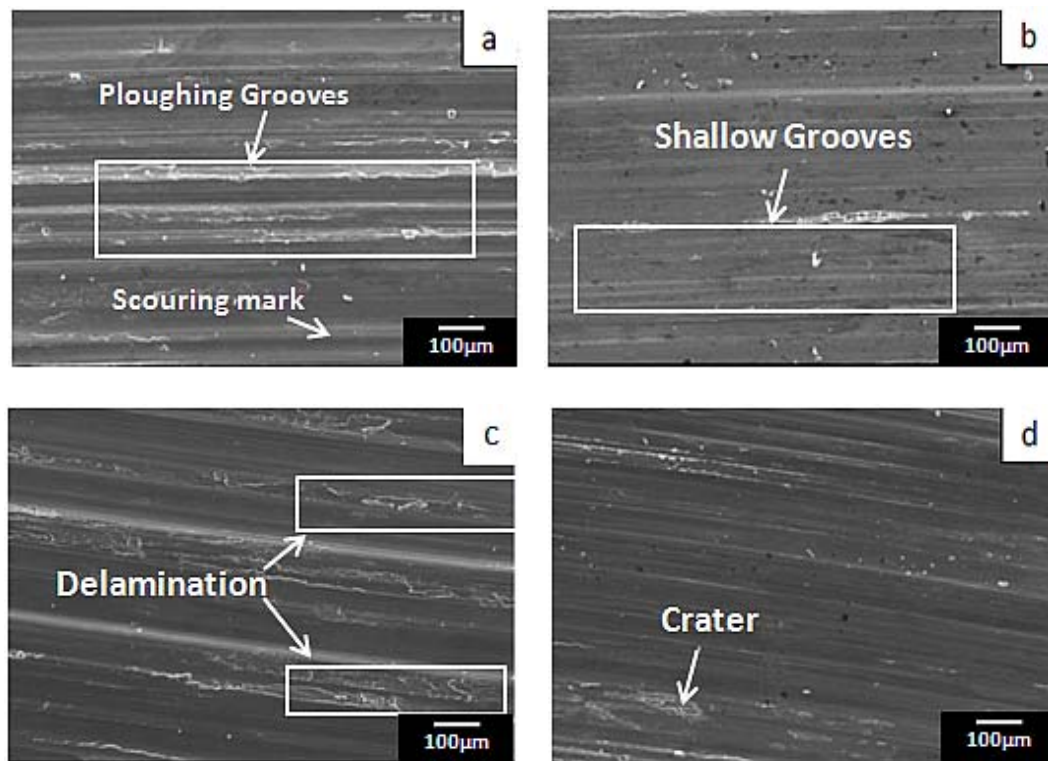 a
Ploughing Grooves
Scouring mark
100µm
b
Shallow Grooves
100µm
c
Delamination
100µm
d
Crater
100µm